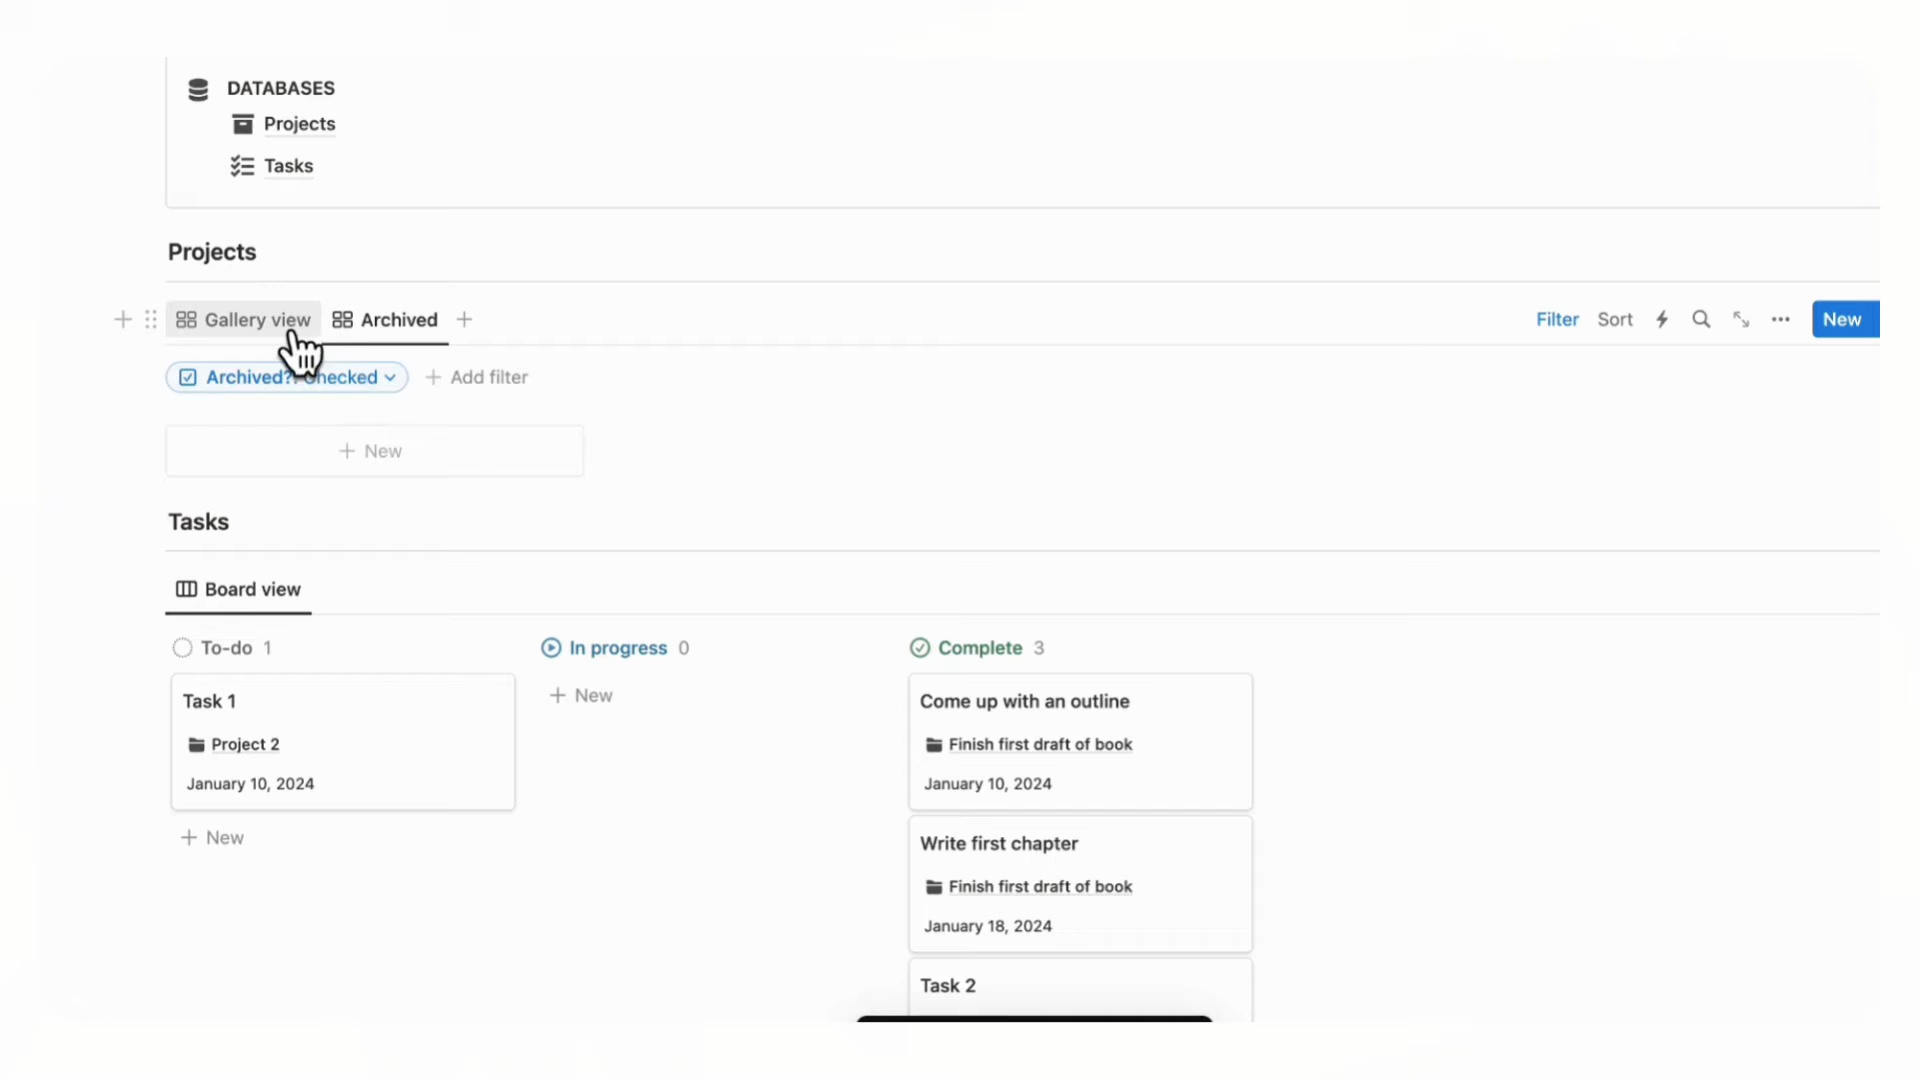 DATABASES
Projects
Tasks
Projects
Gallery view Archived
Filter Sort New
Archived?: Checked Add filter
New
Tasks
Board view
To-do 1 In progress 0 Complete 3
Task 1 New Come up with an outline
Project 2 Finish first draft of book
January 10, 2024 January 10, 2024
New Write first chapter
Finish first draft of book
January 18, 2024
Task 2